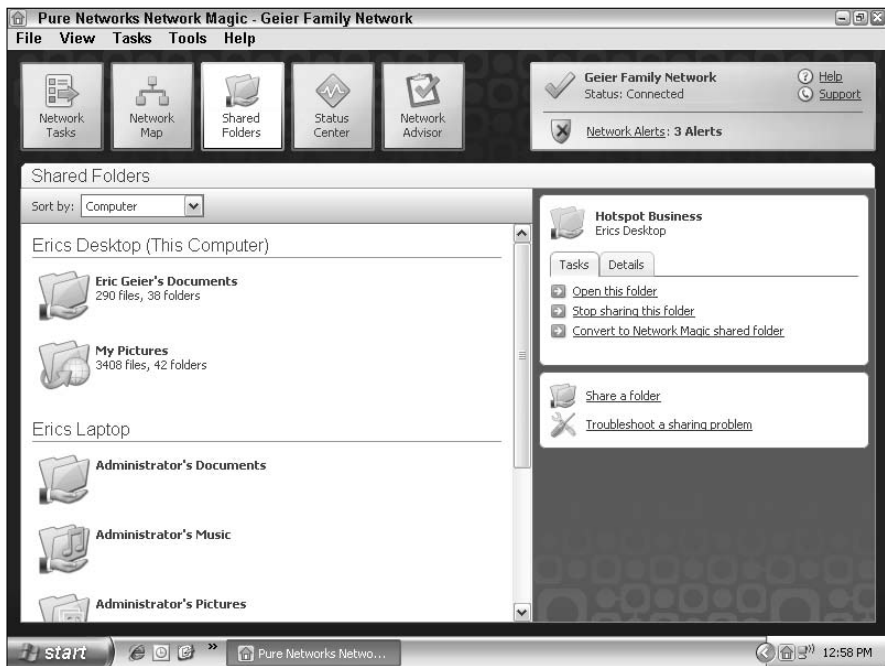 Pure Networks Network Magic - Geier Family Network
File View Tasks Tools Help
Network Tasks
Network Map
Shared Folders
Status Center
Network Advisor
Geier Family Network
Status: Connected
Help
Support
Network Alerts: 3 Alerts
Shared Folders
Sort by: Computer
Erics Desktop (This Computer)
Eric Geier's Documents
290 files, 38 folders
My Pictures
3408 files, 42 folders
Erics Laptop
Administrator's Documents
Administrator's Music
Administrator's Pictures
Hotspot Business
Erics Desktop
Tasks Details
Open this folder
Stop sharing this folder
Convert to Network Magic shared folder
Share a folder
Troubleshoot a sharing problem
start
Pure Networks Netwo...
12:58 PM